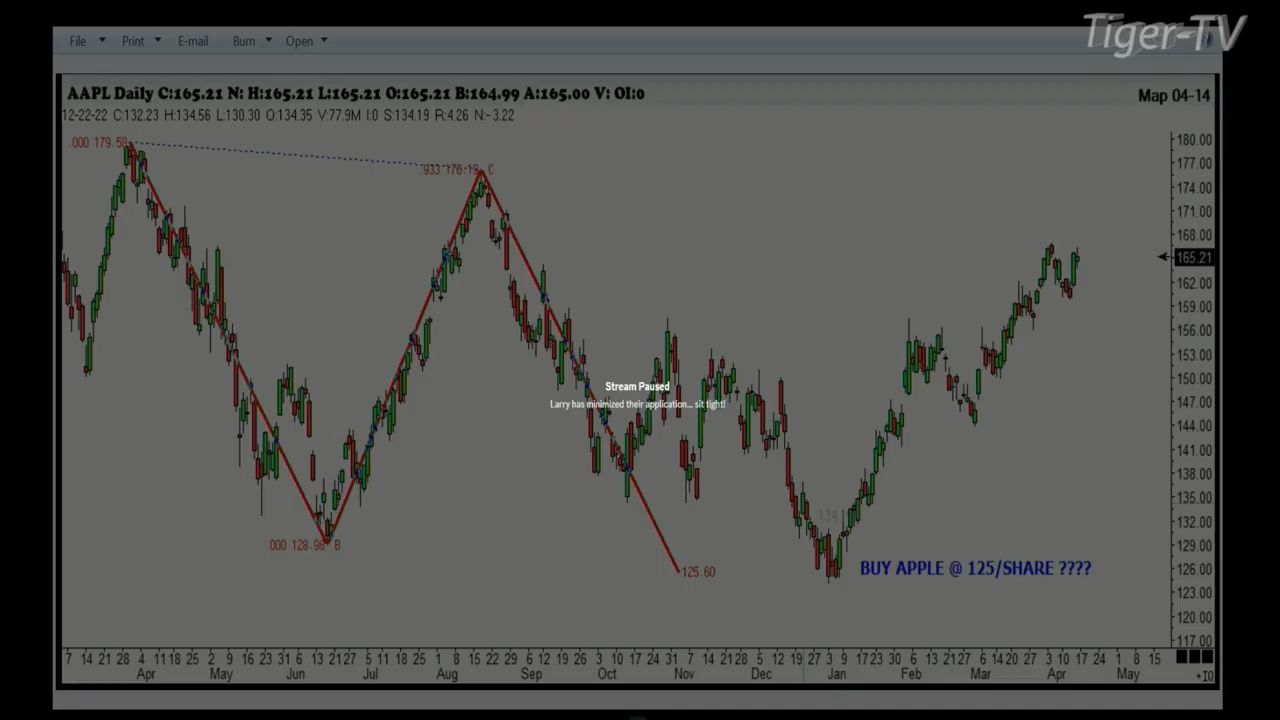 Tiger-TV
File Print E-mail Burn Open
AAPL Daily C:165.21 N: H:165.21 L:165.21 O:165.21 B:164.99 A:165.00 V: OI:0
Map 04-14
12-22-22 C:132.23 H:134.56 L:130.30 O:134.35 V:77.9M I:0 S:134.19 R:4.26 N:-3.22
.000 179.58
.933 176.19 C
180.00
177.00
174.00
171.00
168.00
165.21
162.00
159.00
156.00
153.00
150.00
147.00
144.00
141.00
138.00
135.00
132.00
129.00
126.00
123.00
120.00
117.00
Stream Paused
Larry has minimized their application... sit tight!
134
.000 128.98 B
125.60
BUY APPLE @ 125/SHARE ????
7 14 21 28 4 11 18 25 2 9 16 23 31 6 13 21 27 5 11 18 25 1 8 15 22 29 6 12 19 26 3 10 17 24 31 7 14 21 28 5 12 19 27 3 9 17 23 30 6 13 21 27 6 14 20 27 3 10 17 24 1 8 15
Apr May Jun Jul Aug Sep Oct Nov Dec Jan Feb Mar Apr May
+10